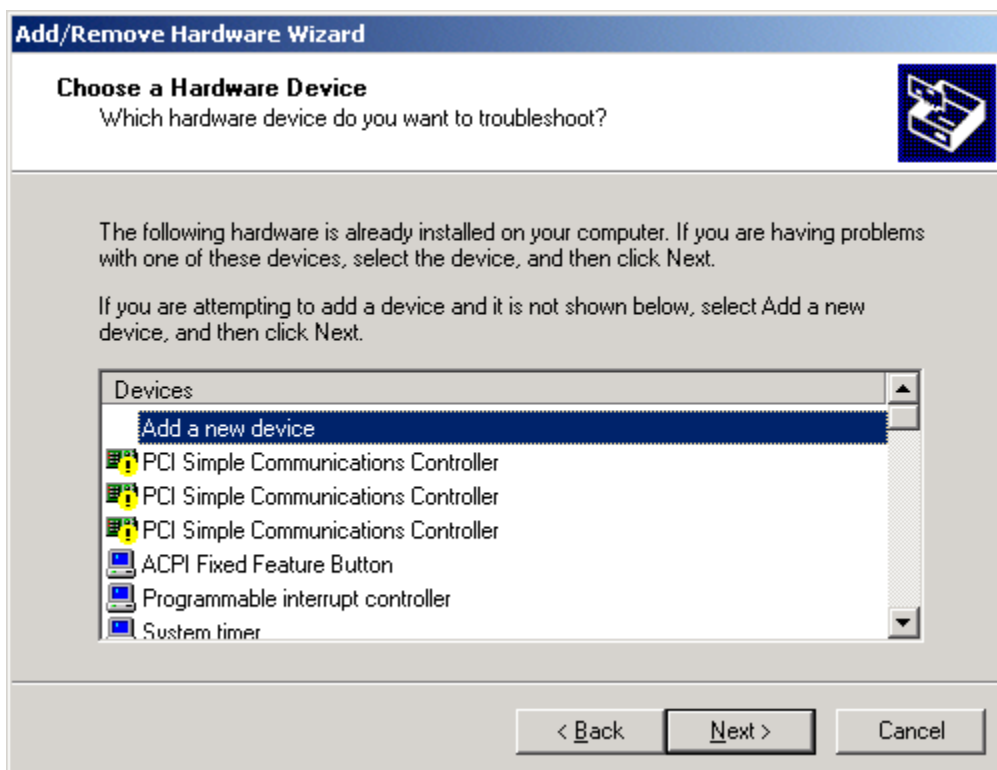 Add/Remove Hardware Wizard
Choose a Hardware Device
Which hardware device do you want to troubleshoot?
The following hardware is already installed on your computer. If you are having problems
with one of these devices, select the device, and then click Next.
If you are attempting to add a device and it is not shown below, select Add a new
device, and then click Next.
Devices
Add a new device
PCI Simple Communications Controller
PCI Simple Communications Controller
PCI Simple Communications Controller
ACPI Fixed Feature Button
Programmable interrupt controller
System timer
< Back
Next >
Cancel